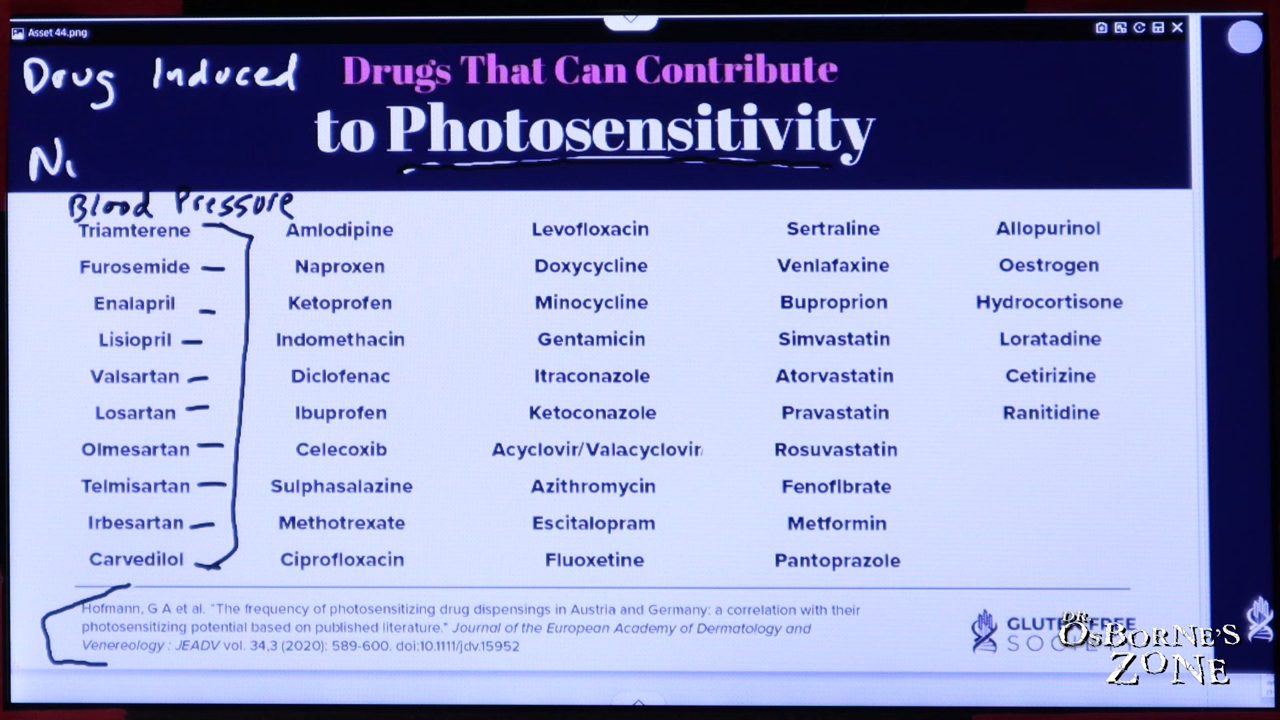 Asset 44.png
Drug Induced
Drugs That Can Contribute
to Photosensitivity
Blood Pressure
Triamterene Amlodipine Levofloxacin Sertraline Allopurinol
Furosemide Naproxen Doxycycline Venlafaxine Oestrogen
Enalapril Ketoprofen Minocycline Buproprion Hydrocortisone
Lisiopril Indomethacin Gentamicin Simvastatin Loratadine
Valsartan Diclofenac Itraconazole Atorvastatin Cetirizine
Losartan Ibuprofen Ketoconazole Pravastatin Ranitidine
Olmesartan Celecoxib Acyclovir/Valacyclovir Rosuvastatin
Telmisartan Sulphasalazine Azithromycin Fenofibrate
Irbesartan Methotrexate Escitalopram Metformin
Carvedilol Ciprofloxacin Fluoxetine Pantoprazole
Hofmann, G A et al. "The frequency of photosensitizing drug dispensings in Austria and Germany: a correlation with their
photosensitizing potential based on published literature." Journal of the European Academy of Dermatology and
Venereology : JEADV vol. 34,3 (2020): 589-600. doi:10.1111/jdv.15952
DR. OSBORNE'S
ZONE